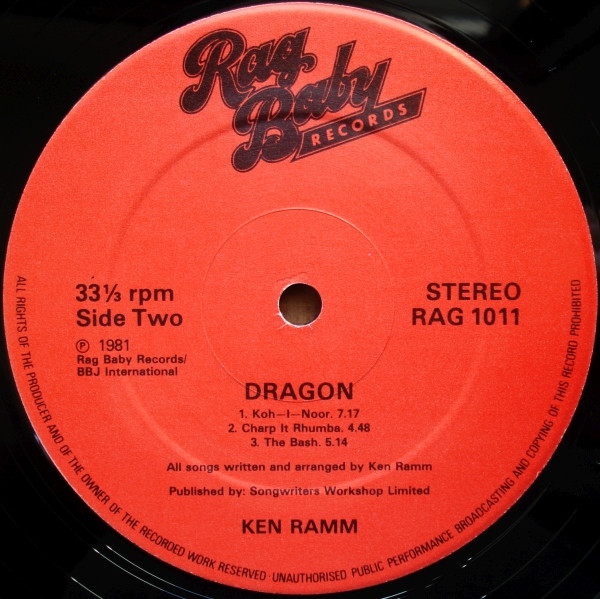 Rag
Baby
RECORDS
33⅓ rpm
Side Two
STEREO
RAG 1011
℗ 1981
Rag Baby Records/
BBJ International
DRAGON
1. Koh—I—Noor. 7.17
2. Charp It Rhumba. 4.48
3. The Bash. 5.14
All songs written and arranged by Ken Ramm
Published by: Songwriters Workshop Limited
KEN RAMM
ALL RIGHTS OF THE PRODUCER AND OF THE OWNER OF THE RECORDED WORK RESERVED · UNAUTHORISED PUBLIC PERFORMANCE BROADCASTING AND COPYING OF THIS RECORD PROHIBITED